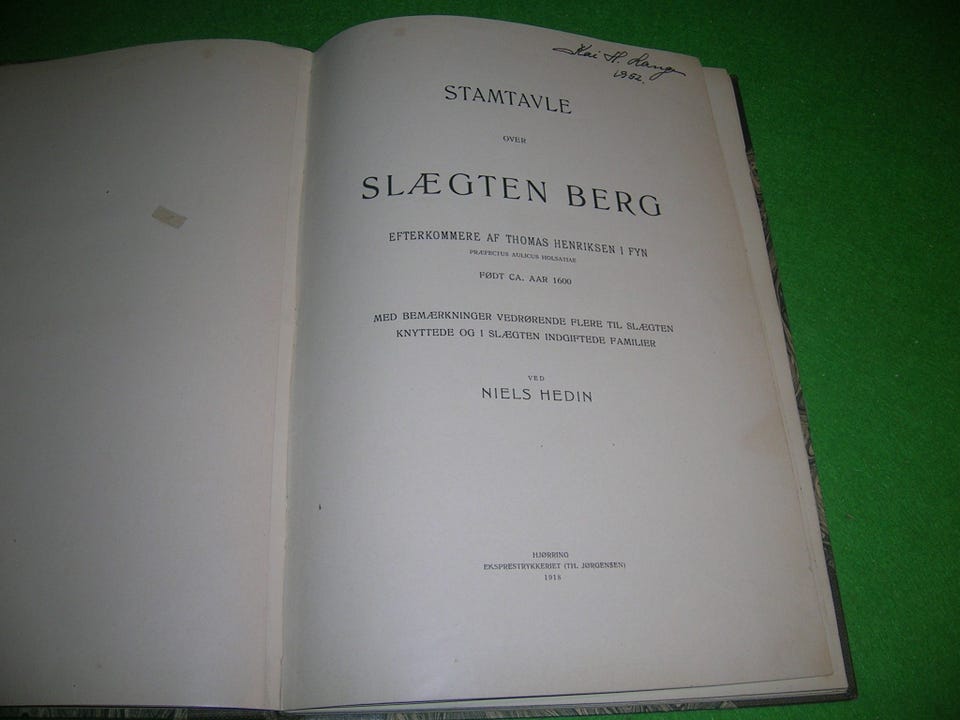 Kai H. Lange
1952.
STAMTAVLE
OVER
SLÆGTEN BERG
EFTERKOMMERE AF THOMAS HENRIKSEN I FYN
PRÆFECTUS AULICUS HOLSATIAE
FØDT CA. AAR 1600
MED BEMÆRKNINGER VEDRØRENDE FLERE TIL SLÆGTEN
KNYTTEDE OG I SLÆGTEN INDGIFTEDE FAMILIER
VED
NIELS HEDIN
HJØRRING
EKSPRESTRYKKERIET (TH. JØRGENSEN)
1918